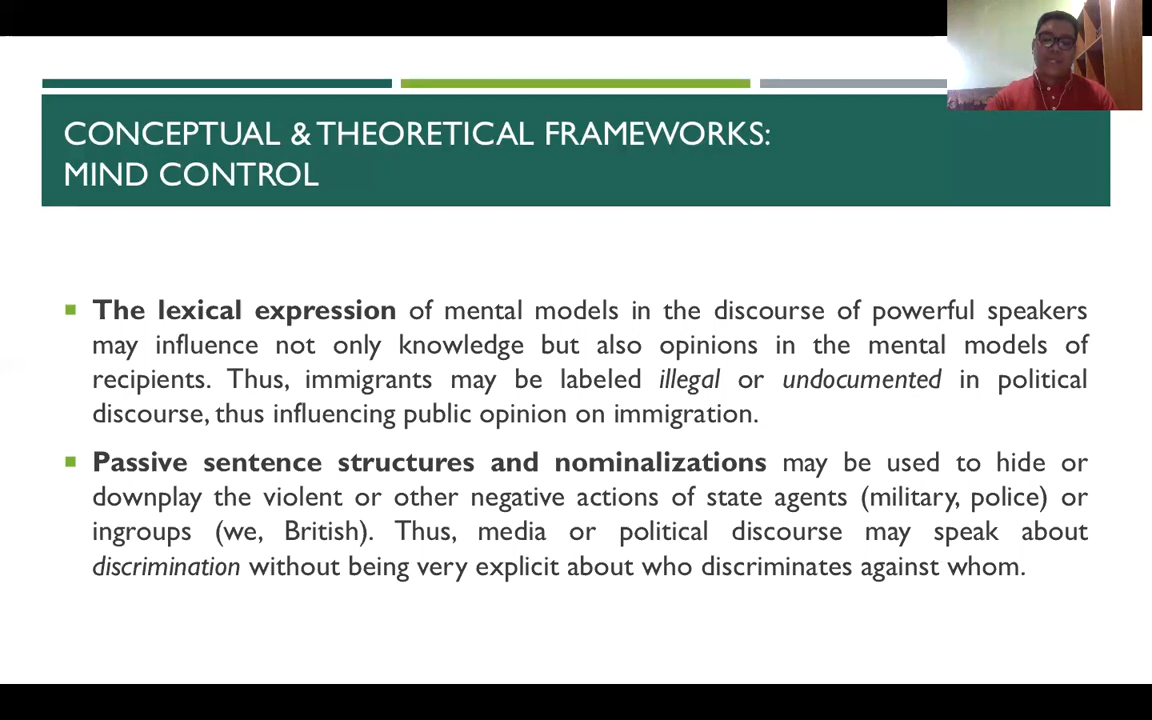 CONCEPTUAL & THEORETICAL FRAMEWORKS:
MIND CONTROL
The lexical expression of mental models in the discourse of powerful speakers
may influence not only knowledge but also opinions in the mental models of
recipients. Thus, immigrants may be labeled illegal or undocumented in political
discourse, thus influencing public opinion on immigration.
Passive sentence structures and nominalizations may be used to hide or
downplay the violent or other negative actions of state agents (military, police) or
ingroups (we, British). Thus, media or political discourse may speak about
discrimination without being very explicit about who discriminates against whom.